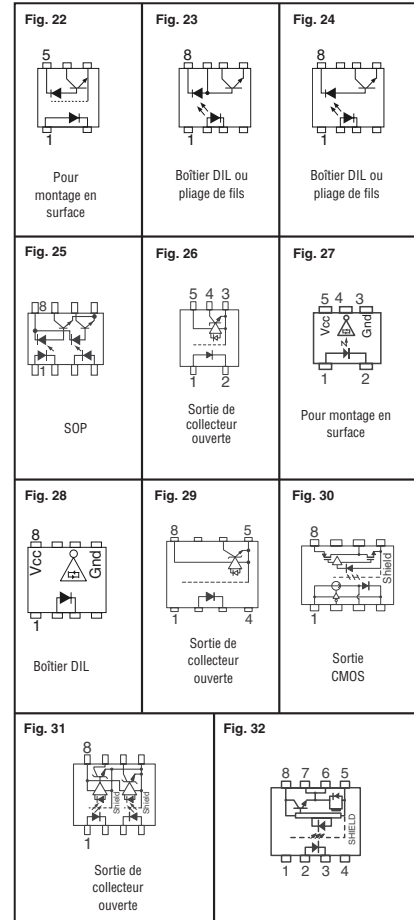 Fig. 22
5
1
Pour
montage en
surface
Fig. 23
8
1
Boîtier DIL ou
pliage de fils
Fig. 24
8
1
Boîtier DIL ou
pliage de fils
Fig. 25
8
1
SOP
Fig. 26
5 4 3
1 2
Sortie de
collecteur
ouverte
Fig. 27
5 4 3
Vcc
Gnd
1 2
Pour montage en
surface
Fig. 28
8
Vcc
Gnd
1
Boîtier DIL
Fig. 29
8 5
1 4
Sortie de
collecteur
ouverte
Fig. 30
8
Shield
1
Sortie
CMOS
Fig. 31
8
Shield
Shield
1
Sortie de
collecteur
ouverte
Fig. 32
8 7 6 5
SHIELD
1 2 3 4